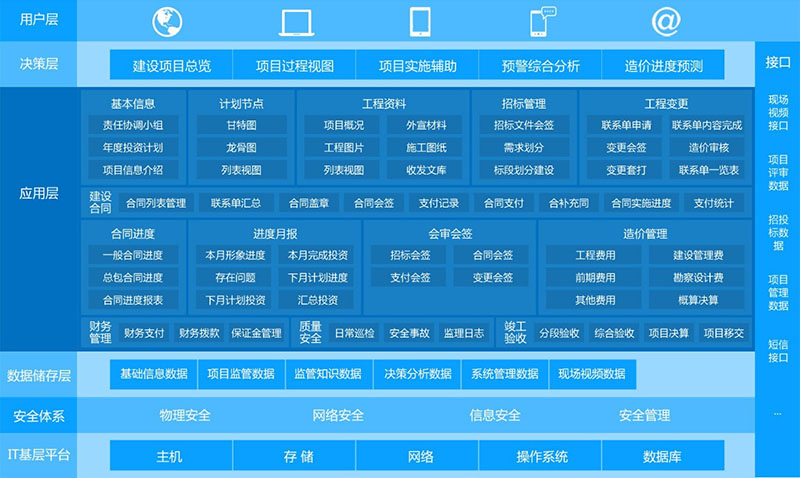 用户层
决策层
建设项目总览
项目过程视图
项目实施辅助
预警综合分析
造价进度预测
应用层
基本信息
责任协调小组
年度投资计划
项目信息介绍
计划节点
甘特图
龙骨图
列表视图
工程资料
项目概况
外宣材料
工程图片
施工图纸
列表视图
收发文库
招标管理
招标文件会签
需求划分
标段划分建设
工程变更
联系单申请
联系单内容完成
变更会签
造价审核
变更套打
联系单一览表
建设
合同
合同列表管理
联系单汇总
合同盖章
合同会签
支付记录
合同支付
合补充同
合同实施进度
支付统计
合同进度
一般合同进度
总包合同进度
合同进度报表
进度月报
本月形象进度
本月完成投资
存在问题
下月计划进度
下月计划投资
汇总投资
会审会签
招标会签
合同会签
支付会签
变更会签
造价管理
工程费用
建设管理费
前期费用
勘察设计费
其他费用
概算决算
财务
管理
财务支付
财务拨款
保证金管理
质量
安全
日常巡检
安全事故
监理日志
竣工
验收
分段验收
综合验收
项目决算
项目移交
数据储存层
基础信息数据
项目监管数据
监管知识数据
决策分析数据
系统管理数据
现场视频数据
安全体系
物理安全
网络安全
信息安全
安全管理
IT基层平台
主机
存 储
网络
操作系统
数据库
接口
现场
视频
接口
项目
评审
数据
招投
标数
据
项目
管理
数据
短信
接口
...